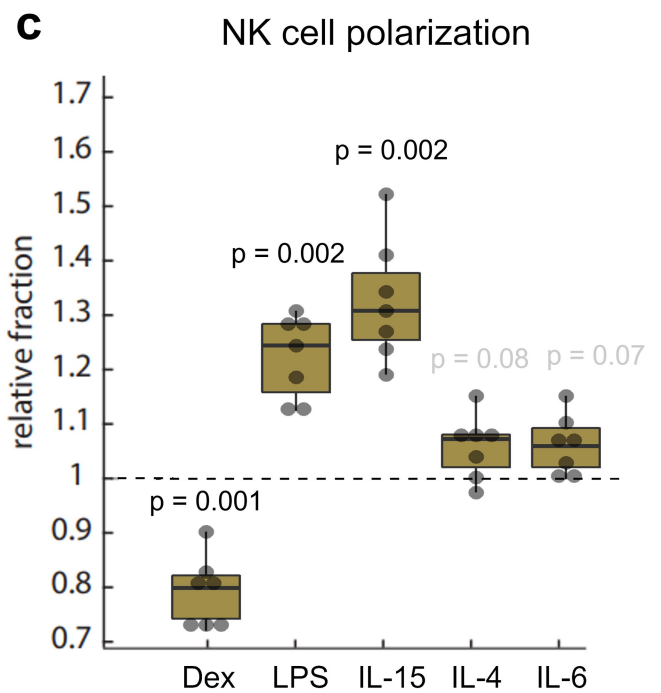 c
NK cell polarization
1.7
1.6
1.5
1.4
1.3
1.2
1.1
1
0.9
0.8
0.7
relative fraction
p = 0.002
p = 0.002
p = 0.08
p = 0.07
p = 0.001
Dex LPS IL-15 IL-4 IL-6